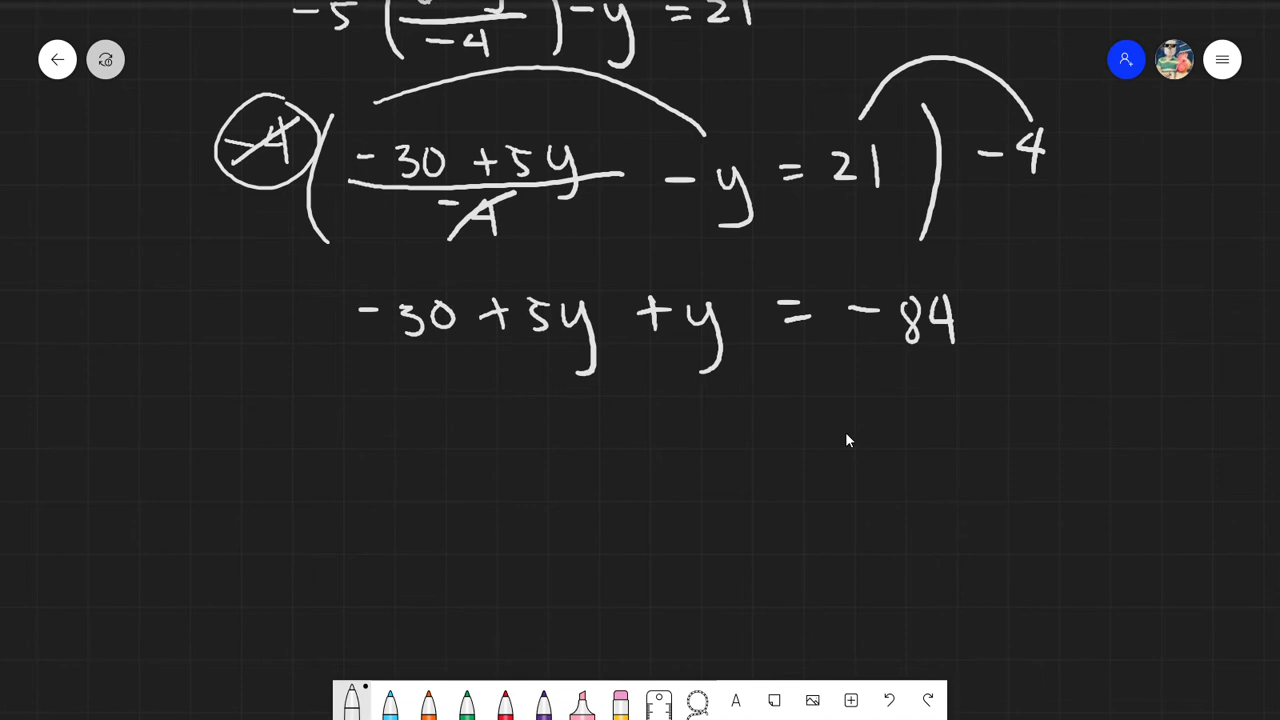 -5 ( / -4 ) - y = 21
-4 ( -30 + 5y / -4 - y = 21 ) -4
-30 + 5y + y = -84
A